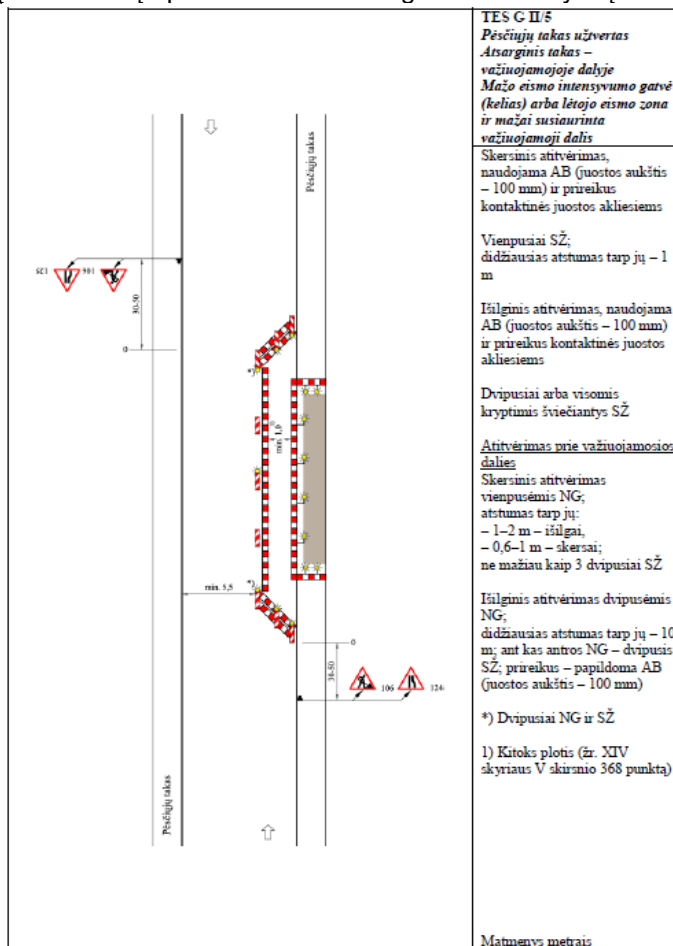 TES G II/5
Pėsčiųjų takas užtvertas
Atsarginis takas –
važiuojamojoje dalyje
Mažo eismo intensyvumo gatvė
(kelias) arba lėtojo eismo zona
ir mažai susiaurinta
važiuojamoji dalis
Skersinis atitvėrimas,
naudojama AB (juostos aukštis
– 100 mm) ir prireikus
kontaktinės juostos akliesiems
Vienpusiai SŽ;
didžiausias atstumas tarp jų – 1
m
Išilginis atitvėrimas, naudojama
AB (juostos aukštis – 100 mm)
ir prireikus kontaktinės juostos
akliesiems
Dvipusiai arba visomis
kryptimis šviečiantys SŽ
Atitvėrimas prie važiuojamosios
dalies
Skersinis atitvėrimas
vienpusėmis NG;
atstumas tarp jų:
– 1–2 m – išilgai,
– 0,6–1 m – skersai;
ne mažiau kaip 3 dvipusiai SŽ
Išilginis atitvėrimas dvipusėmis
NG;
didžiausias atstumas tarp jų – 10
m; ant kas antros NG – dvipusis
SŽ; prireikus – papildoma AB
(juostos aukštis – 100 mm)
*) Dvipusiai NG ir SŽ
1) Kitoks plotis (žr. XIV
skyriaus V skirsnio 368 punktą)
Matmenys metrais
Pėsčiųjų takas
123
106
30-50
0
*)
min. 1,0
min. 5,5
*)
0
30-50
106
124
Pėsčiųjų takas